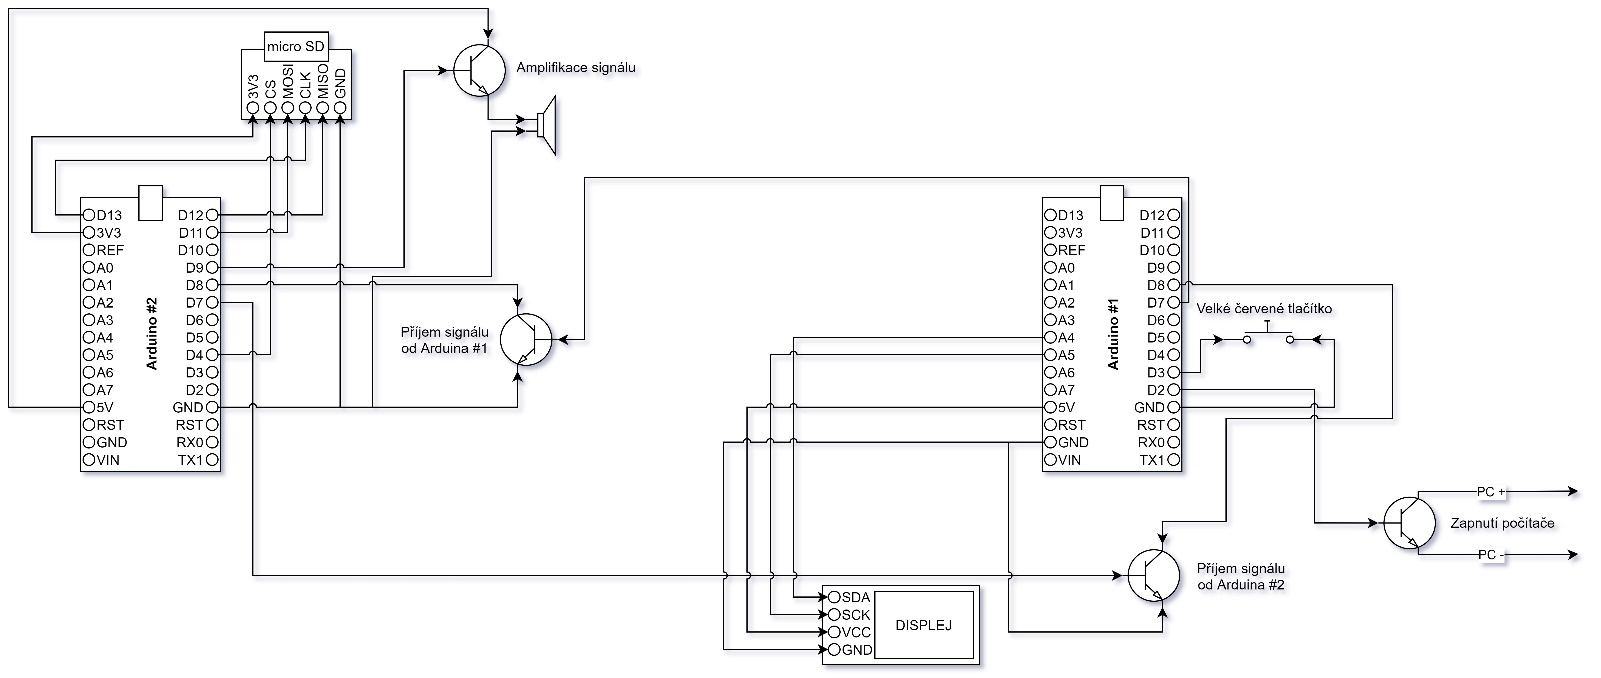 micro SD
3V3
CS
MOSI
CLK
MISO
GND
Amplifikace signálu
Arduino #2
D13 D12
3V3 D11
REF D10
A0 D9
A1 D8
A2 D7
A3 D6
A4 D5
A5 D4
A6 D3
A7 D2
5V GND
RST RST
GND RX0
VIN TX1
Příjem signálu
od Arduina #1
Arduino #1
D13 D12
3V3 D11
REF D10
A0 D9
A1 D8
A2 D7
A3 D6
A4 D5
A5 D4
A6 D3
A7 D2
5V GND
RST RST
GND RX0
VIN TX1
Velké červené tlačítko
PC +
Zapnutí počítače
PC -
Příjem signálu
od Arduina #2
SDA
SCK
VCC
GND
DISPLEJ